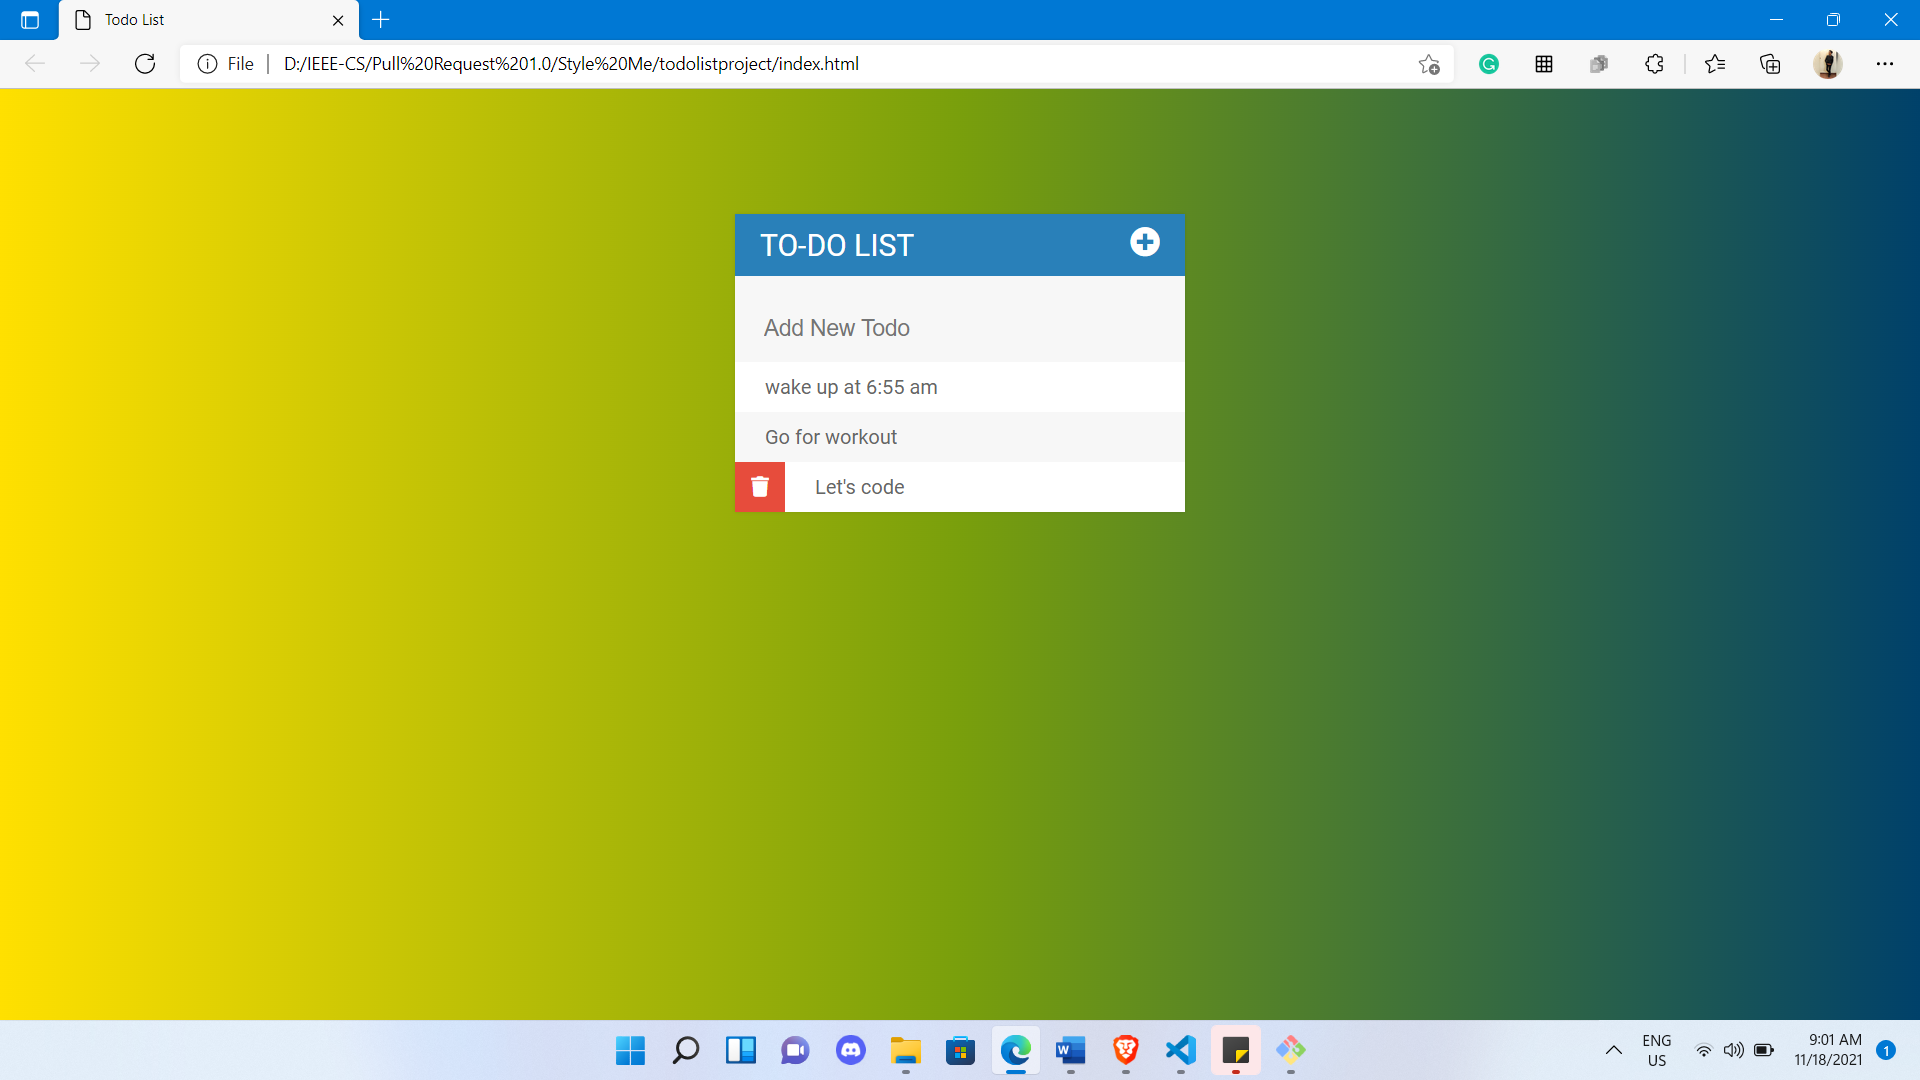 Todo List
File
D:/IEEE-CS/Pull%20Request%201.0/Style%20Me/todolistproject/index.html
TO-DO LIST
Add New Todo
wake up at 6:55 am
Go for workout
Let's code
ENG
US
9:01 AM
11/18/2021
1